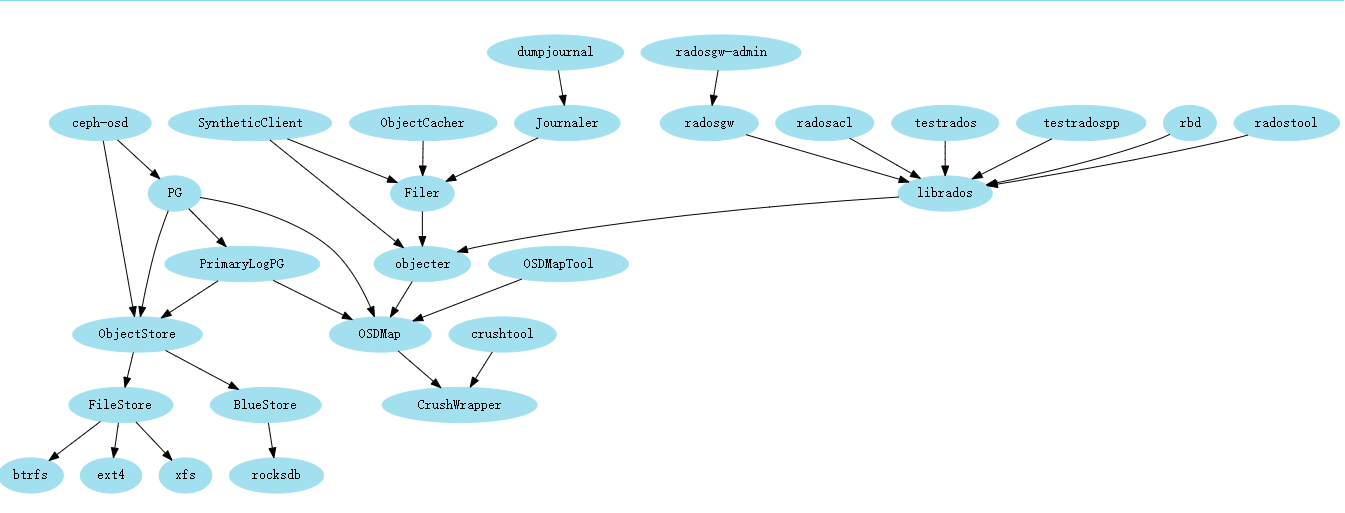 dumpjournal
radosgw-admin
ceph-osd
SyntheticClient
ObjectCacher
Journaler
radosgw
radosacl
testrados
testradospp
rbd
radostool
PG
Filer
librados
PrimaryLogPG
objecter
OSDMapTool
ObjectStore
OSDMap
crushtool
FileStore
BlueStore
CrushWrapper
btrfs
ext4
xfs
rocksdb